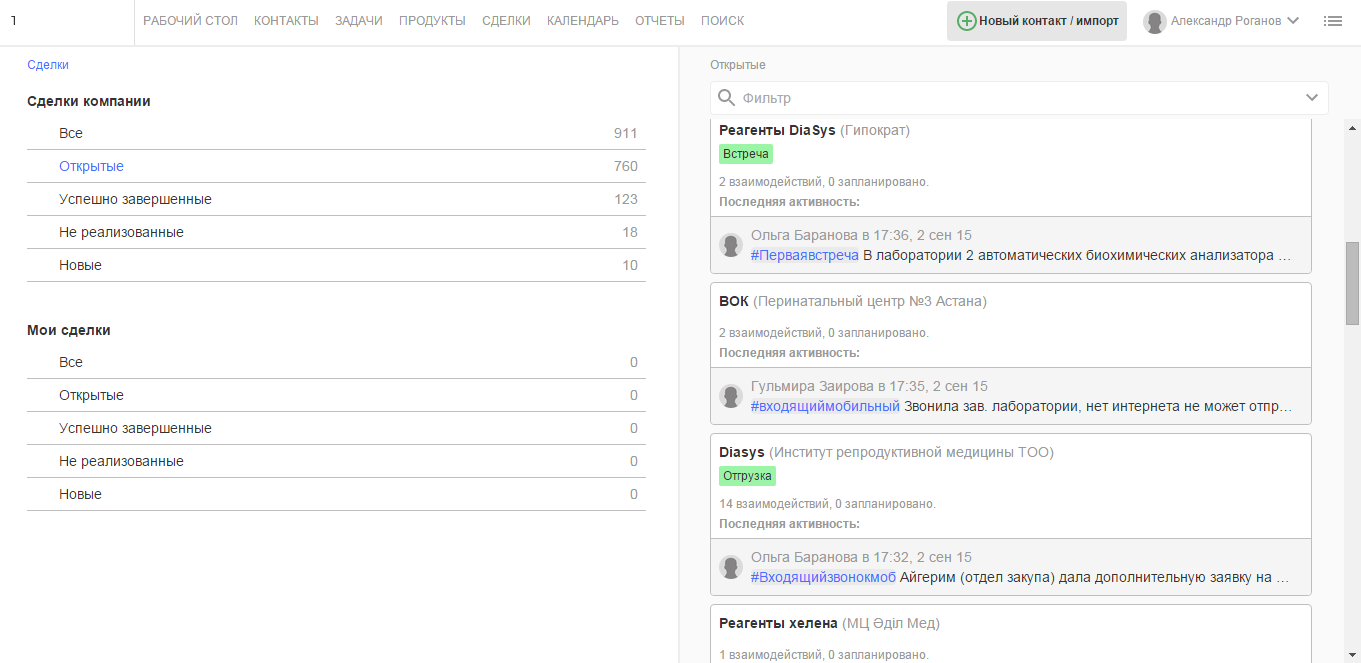 1
РАБОЧИЙ СТОЛ КОНТАКТЫ ЗАДАЧИ ПРОДУКТЫ СДЕЛКИ КАЛЕНДАРЬ ОТЧЕТЫ ПОИСК
Новый контакт / импорт
Александр Роганов
Сделки
Сделки компании
Все 911
Открытые 760
Успешно завершенные 123
Не реализованные 18
Новые 10
Мои сделки
Все 0
Открытые 0
Успешно завершенные 0
Не реализованные 0
Новые 0
Открытые
Фильтр
Реагенты DiaSys (Гипократ)
Встреча
2 взаимодействий, 0 запланировано.
Последняя активность:
Ольга Баранова в 17:36, 2 сен 15
#Перваявстреча В лаборатории 2 автоматических биохимических анализатора ...
ВОК (Перинатальный центр №3 Астана)
2 взаимодействий, 0 запланировано.
Последняя активность:
Гульмира Заирова в 17:35, 2 сен 15
#входящиймобильный Звонила зав. лаборатории, нет интернета не может отпр...
Diasys (Институт репродуктивной медицины ТОО)
Отгрузка
14 взаимодействий, 0 запланировано.
Последняя активность:
Ольга Баранова в 17:32, 2 сен 15
#Входящийзвонокмоб Айгерим (отдел закупа) дала дополнительную заявку на ...
Реагенты хелена (МЦ Әділ Мед)
1 взаимодействий, 0 запланировано.